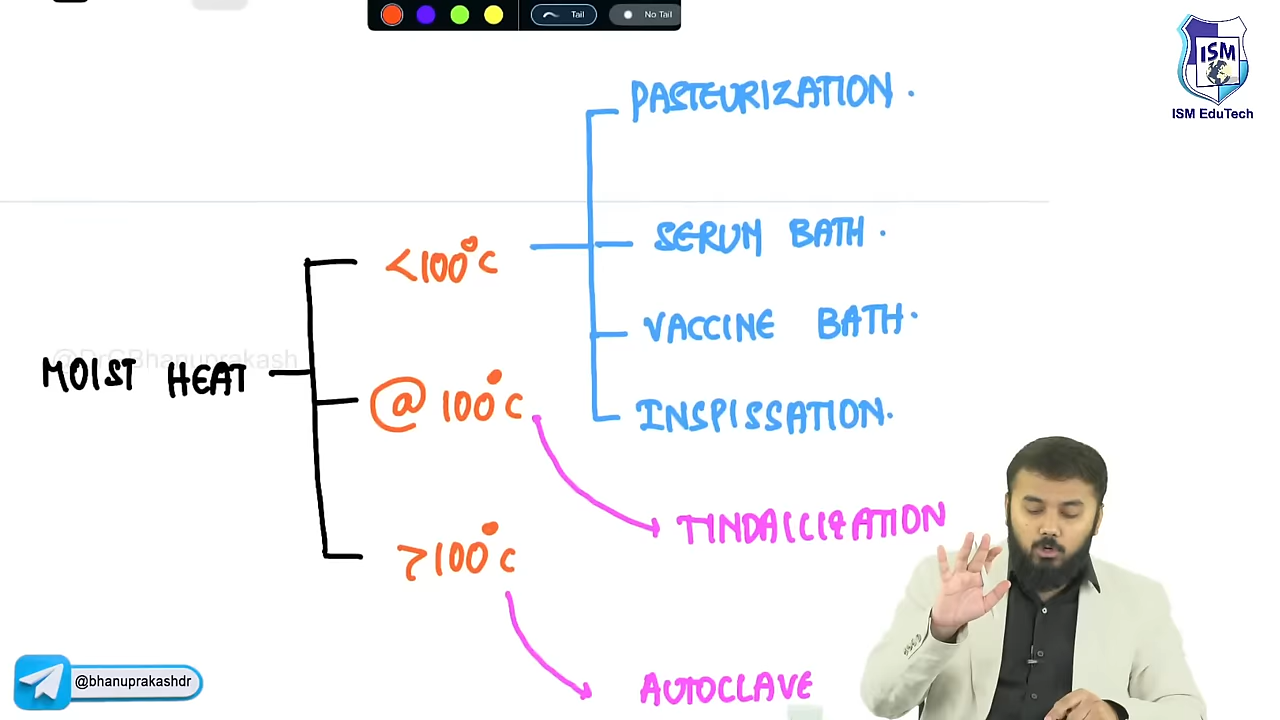 Tail
No Tail
ISM
ISM EduTech
PASTEURIZATION.
SERUM BATH.
<100°C
VACCINE BATH.
@DrGBhanuprakash
MOIST HEAT
@ 100°C
INSPISSATION.
TINDALLIZATION
>100°C
@bhanuprakashdr
AUTOCLAVE